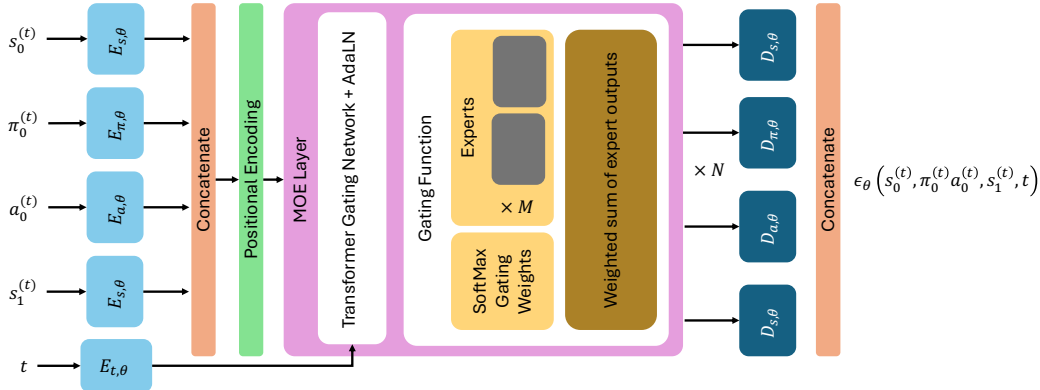 s_0^{(t)}
π_0^{(t)}
a_0^{(t)}
s_1^{(t)}
t
E_{s,θ}
E_{π,θ}
E_{a,θ}
E_{s,θ}
E_{t,θ}
Concatenate
Positional Encoding
MOE Layer
Transformer Gating Network + AdaLN
Gating Function
Experts
× M
SoftMax
Gating
Weights
Weighted sum of expert outputs
× N
D_{s,θ}
D_{π,θ}
D_{a,θ}
D_{s,θ}
Concatenate
ϵ_θ (s_0^{(t)}, π_0^{(t)} a_0^{(t)}, s_1^{(t)}, t)